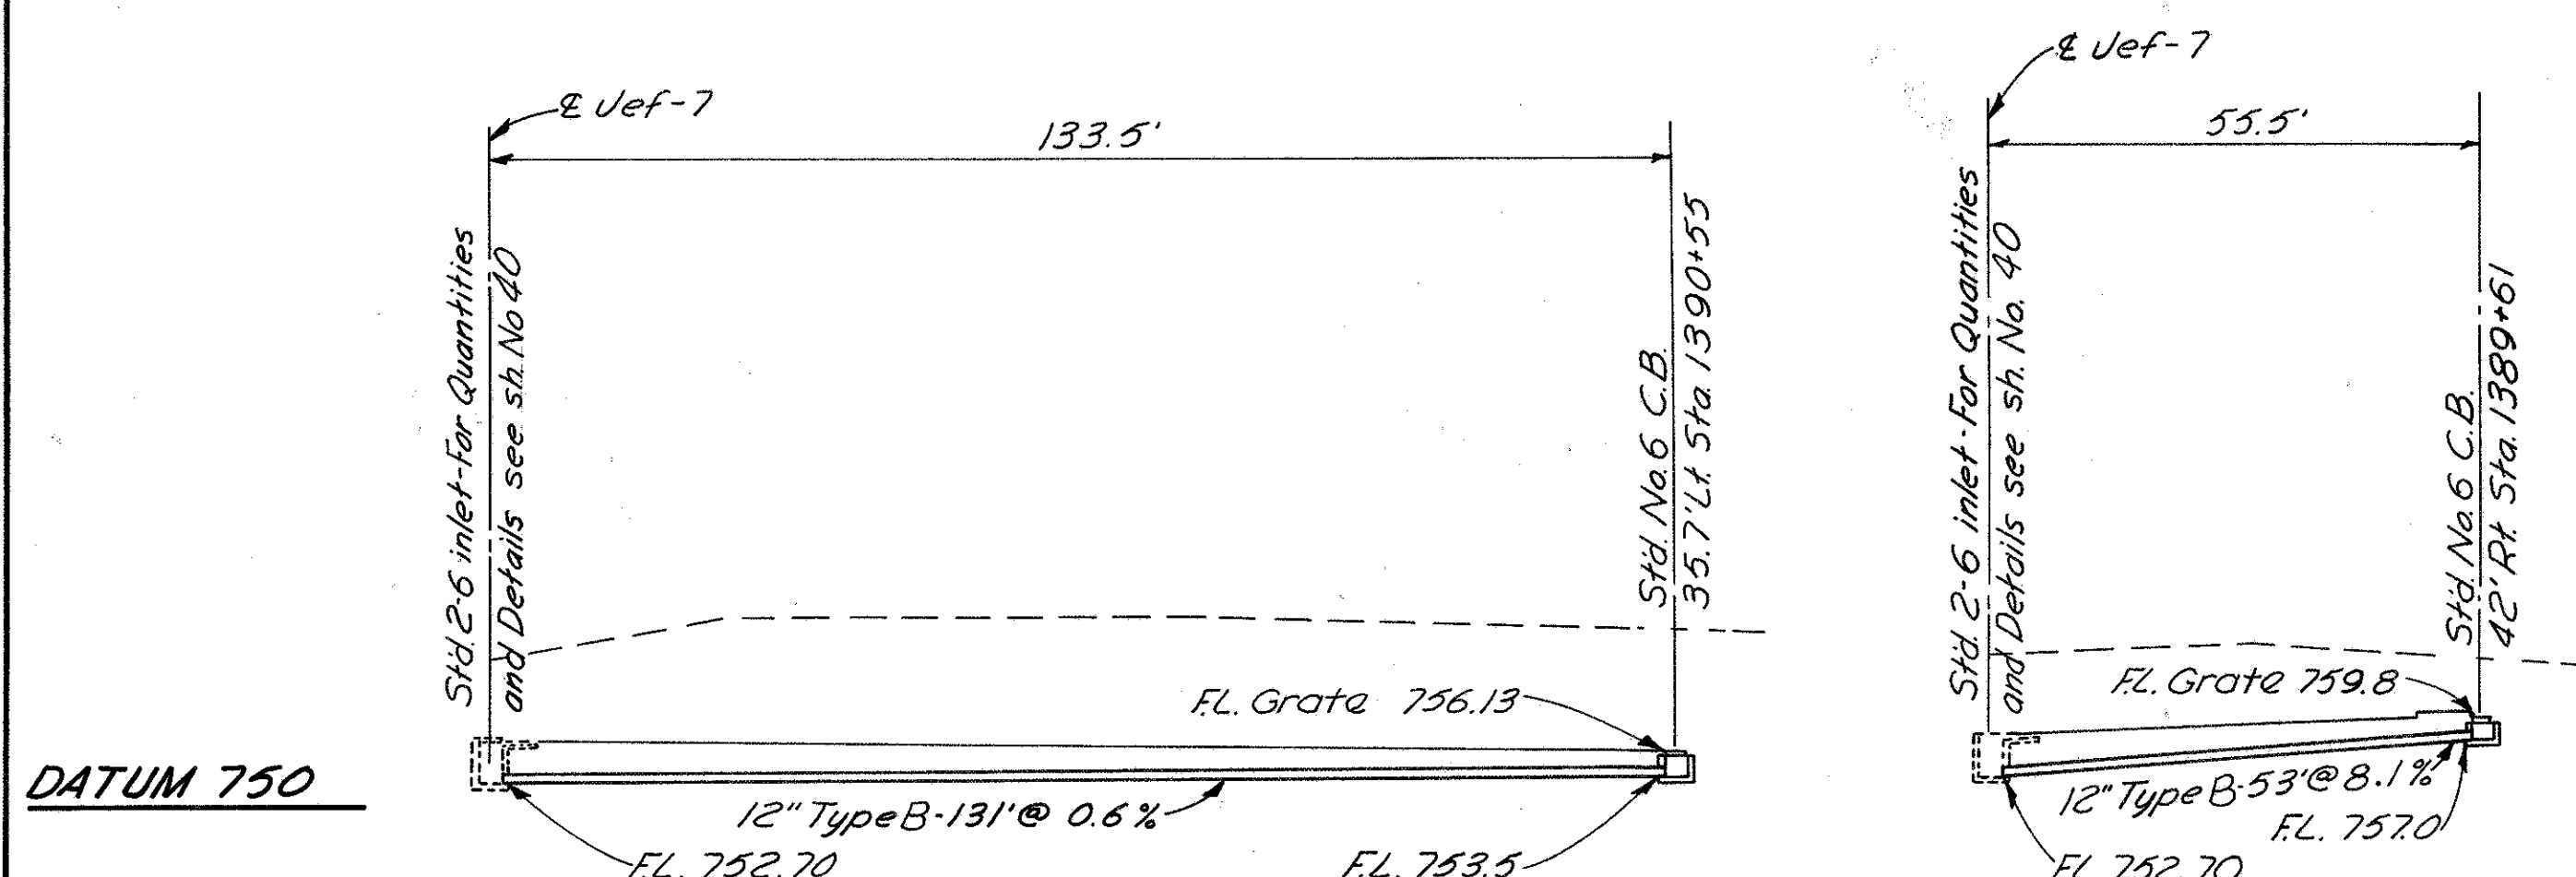 ℄ Jef-7
133.5'
Std. 2-6 inlet-For Quantities
and Details see sh. No 40
Std. No. 6 C.B.
35.7' Lt. Sta. 1390+55
F.L. Grate 756.13
DATUM 750
12" Type B-131' @ 0.6%
F.L. 752.70
F.L. 753.5
℄ Jef-7
55.5'
Std. 2-6 inlet-For Quantities
and Details see sh. No. 40
Std. No. 6 C.B.
42' Rt. Sta. 1389+61
F.L. Grate 759.8
12" Type B-53' @ 8.1%
F.L. 757.0
F.L. 752.70